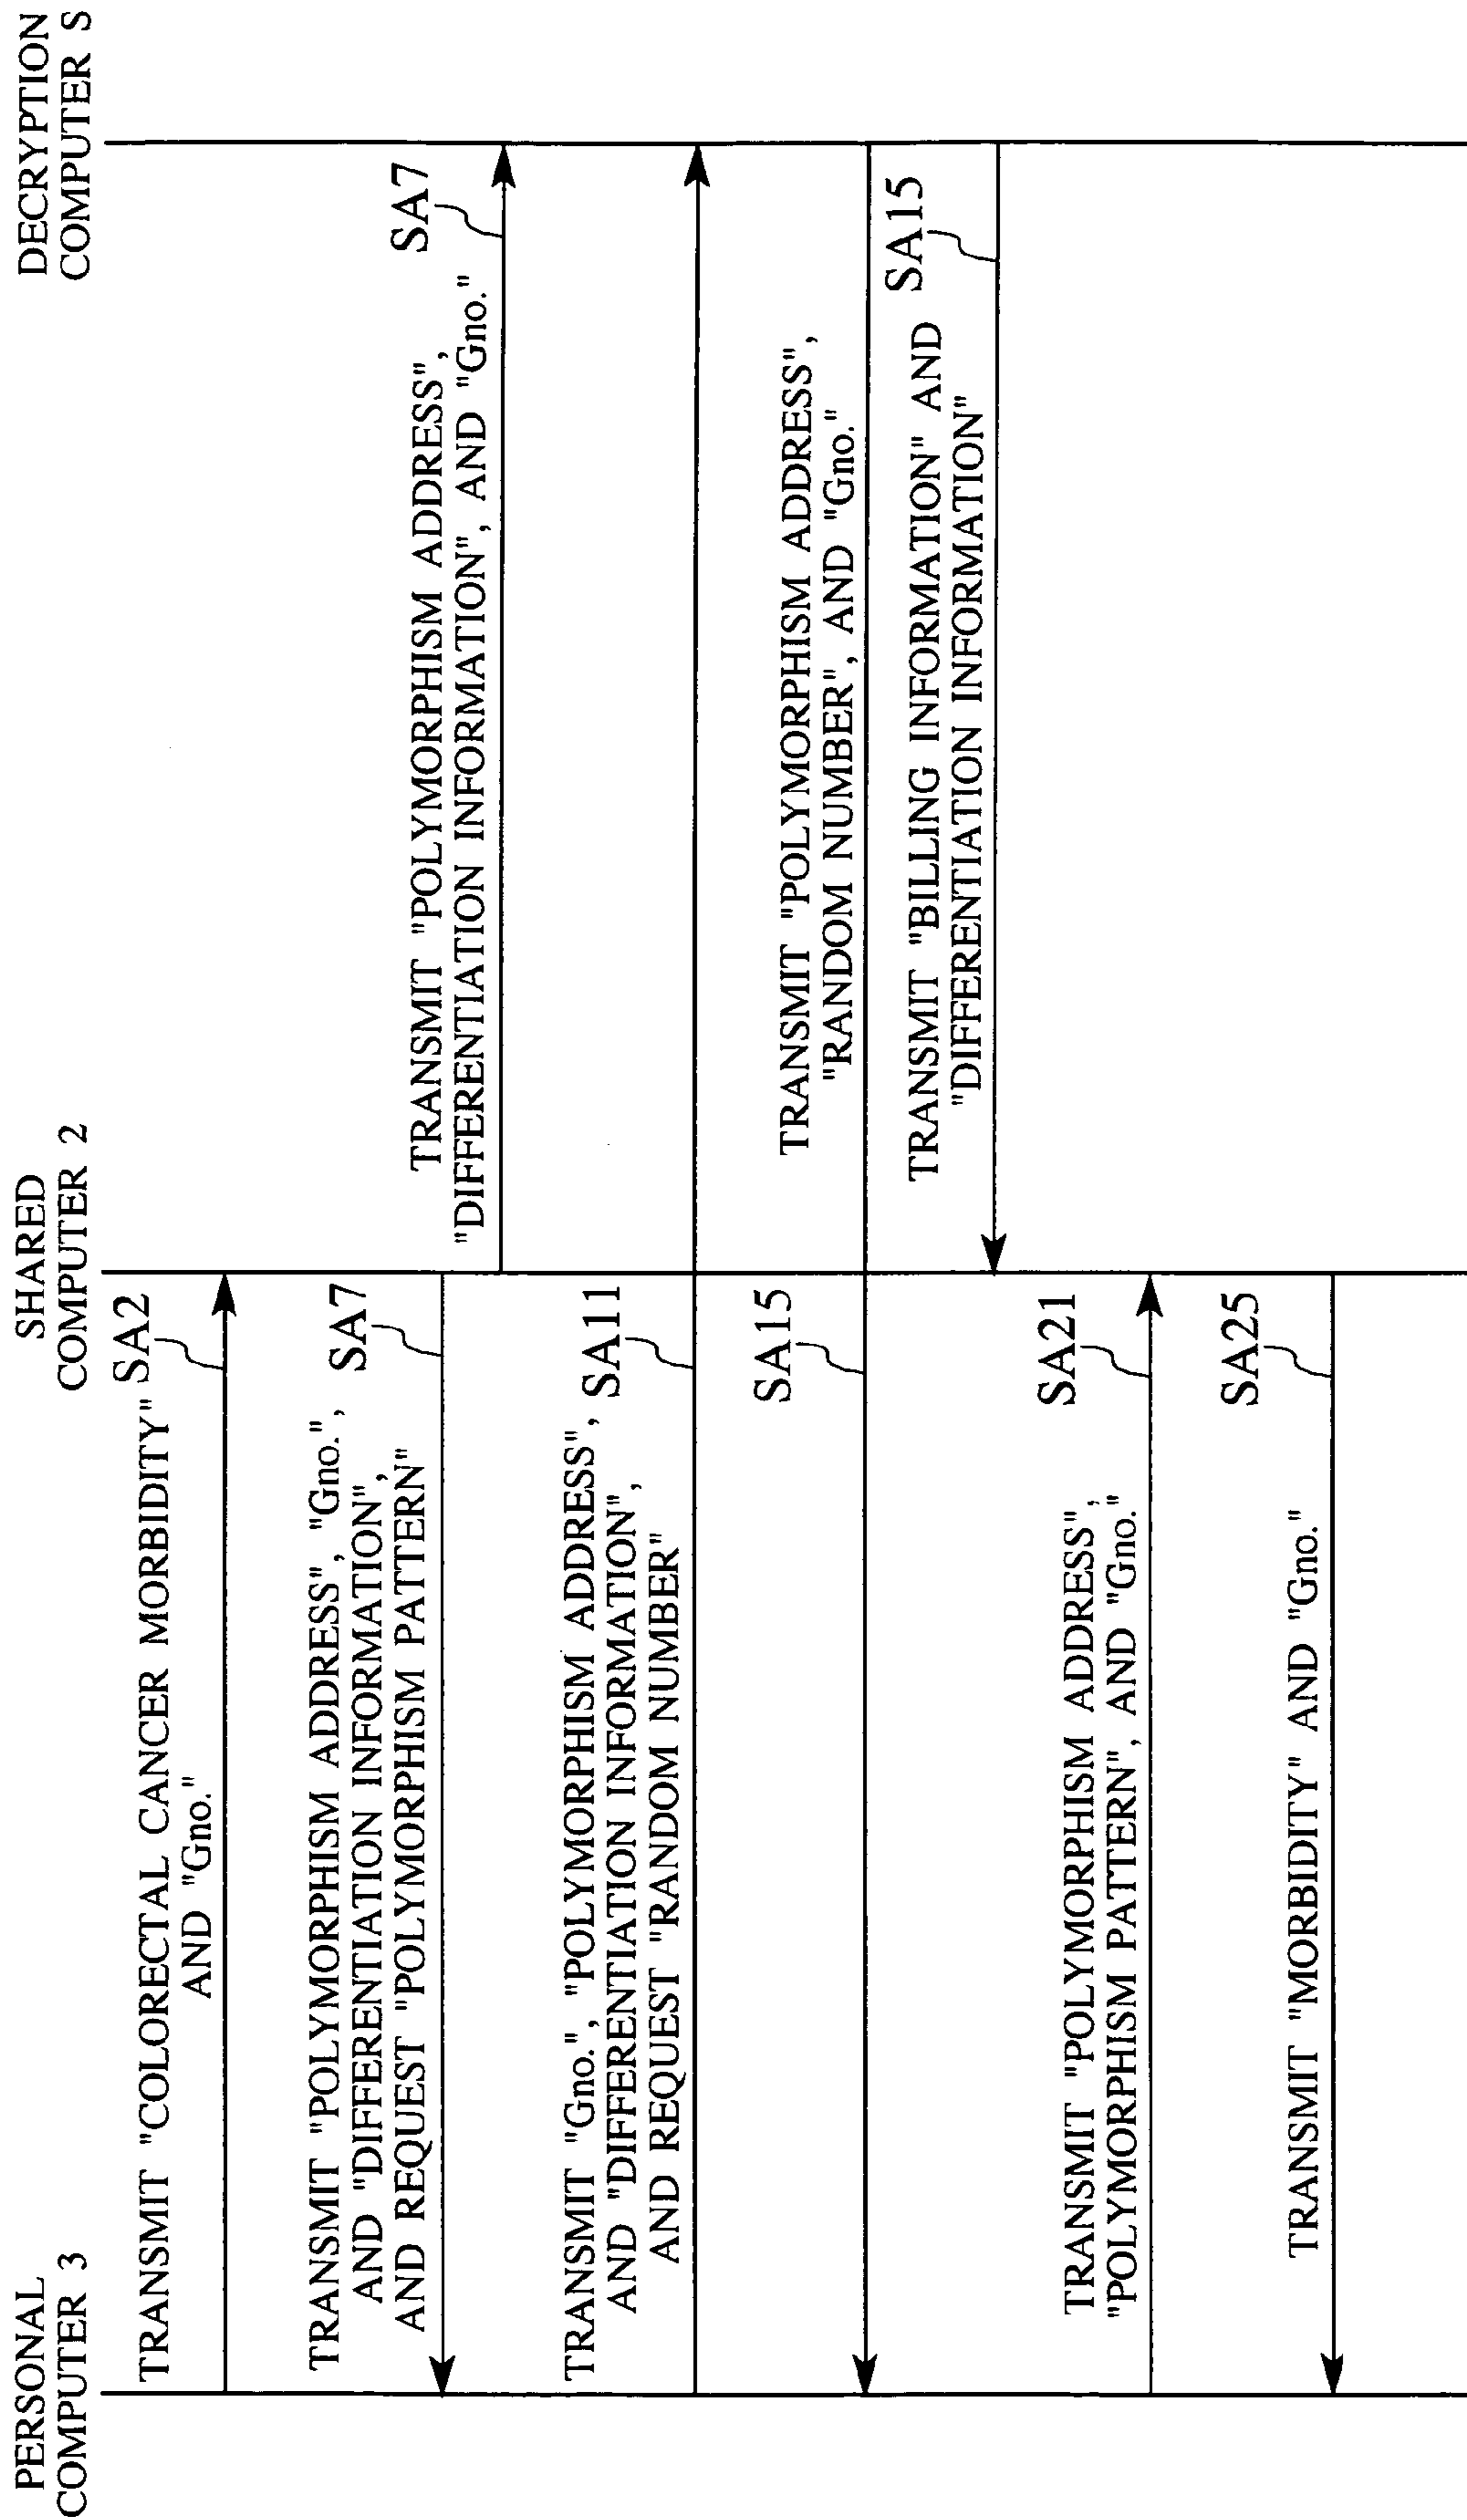 PERSONAL
COMPUTER 3
SHARED
COMPUTER 2
DECRYPTION
COMPUTER S
TRANSMIT "COLORECTAL CANCER MORBIDITY"
AND "Gno."
SA2
TRANSMIT "POLYMORPHISM ADDRESS", "Gno.",
AND "DIFFERENTIATION INFORMATION",
AND REQUEST "POLYMORPHISM PATTERN"
SA7
TRANSMIT "POLYMORPHISM ADDRESS",
"DIFFERENTIATION INFORMATION", AND "Gno."
SA7
TRANSMIT "Gno.", "POLYMORPHISM ADDRESS",
AND "DIFFERENTIATION INFORMATION",
AND REQUEST "RANDOM NUMBER"
SA11
TRANSMIT "POLYMORPHISM ADDRESS",
"RANDOM NUMBER", AND "Gno."
SA15
TRANSMIT "BILLING INFORMATION" AND
"DIFFERENTIATION INFORMATION"
SA15
TRANSMIT "POLYMORPHISM ADDRESS",
"POLYMORPHISM PATTERN", AND "Gno."
SA21
TRANSMIT "MORBIDITY" AND "Gno."
SA25